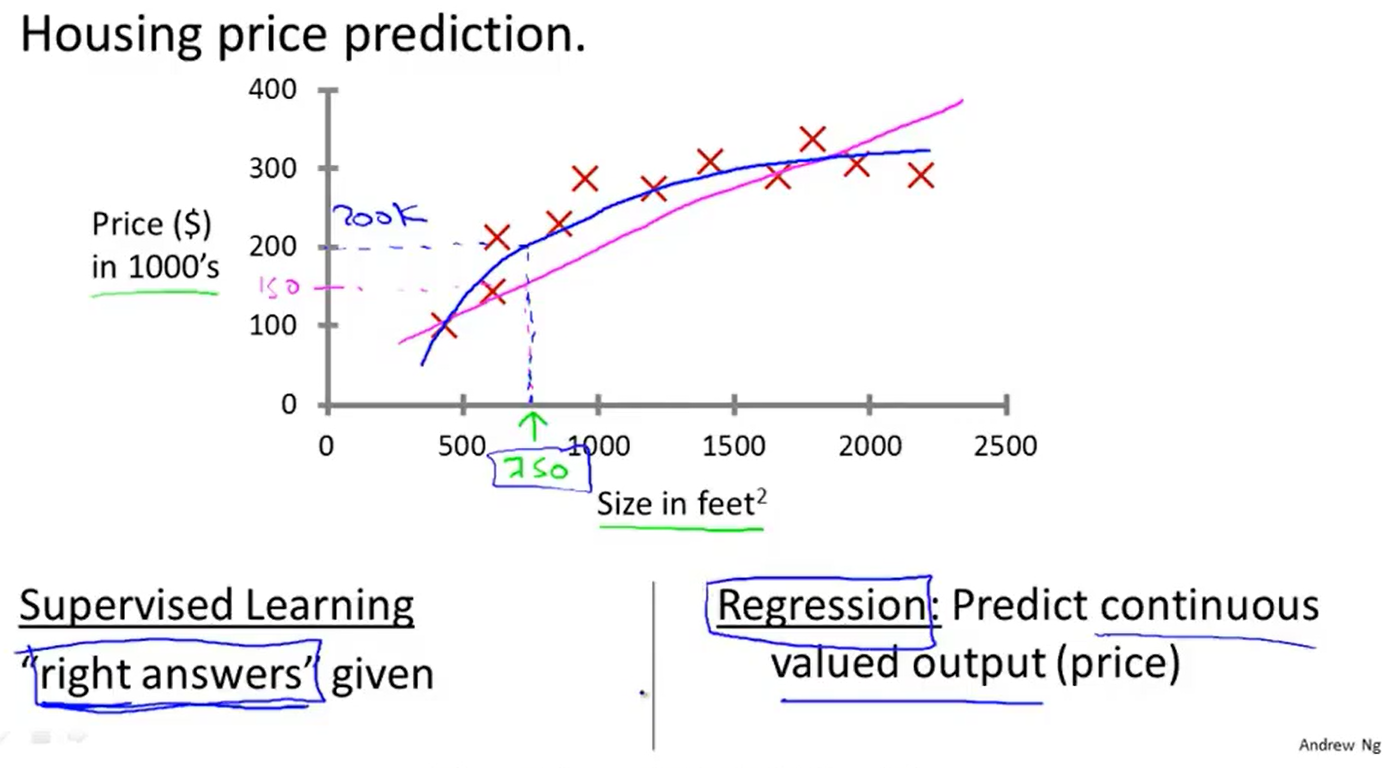 Housing price prediction.
400
300
200K
Price ($)
200
in 1000's
150
100
0
0 500 1000 1500 2000 2500
750
Size in feet²
Supervised Learning
"right answers" given
Regression: Predict continuous
valued output (price)
Andrew Ng